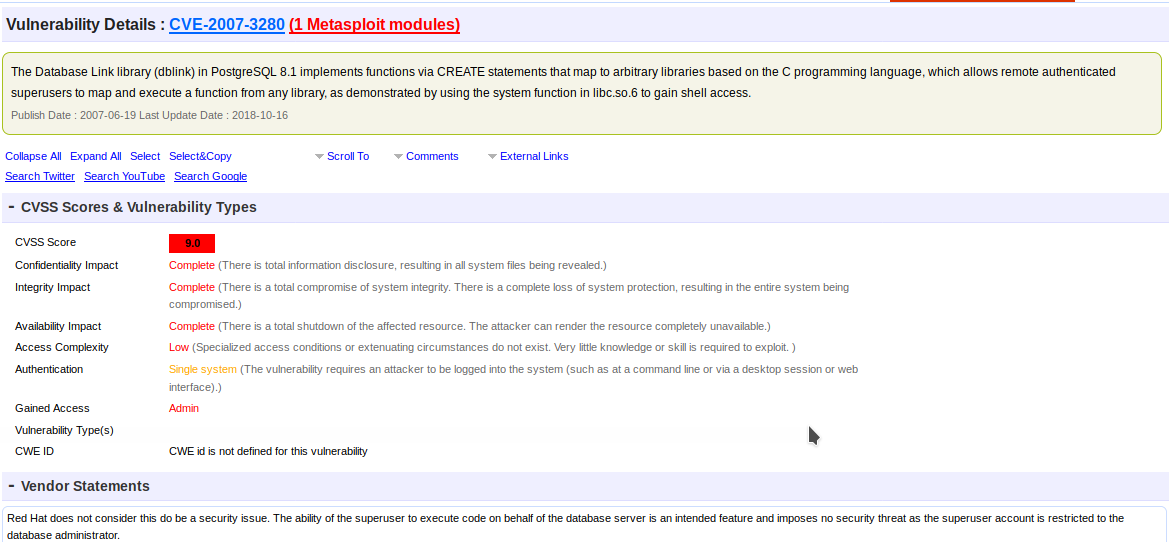 Vulnerability Details : CVE-2007-3280 (1 Metasploit modules)
The Database Link library (dblink) in PostgreSQL 8.1 implements functions via CREATE statements that map to arbitrary libraries based on the C programming language, which allows remote authenticated
superusers to map and execute a function from any library, as demonstrated by using the system function in libc.so.6 to gain shell access.
Publish Date : 2007-06-19 Last Update Date : 2018-10-16
Collapse All Expand All Select Select&Copy Scroll To Comments External Links
Search Twitter Search YouTube Search Google
- CVSS Scores & Vulnerability Types
CVSS Score 9.0
Confidentiality Impact Complete (There is total information disclosure, resulting in all system files being revealed.)
Integrity Impact Complete (There is a total compromise of system integrity. There is a complete loss of system protection, resulting in the entire system being
compromised.)
Availability Impact Complete (There is a total shutdown of the affected resource. The attacker can render the resource completely unavailable.)
Access Complexity Low (Specialized access conditions or extenuating circumstances do not exist. Very little knowledge or skill is required to exploit. )
Authentication Single system (The vulnerability requires an attacker to be logged into the system (such as at a command line or via a desktop session or web
interface).)
Gained Access Admin
Vulnerability Type(s)
CWE ID CWE id is not defined for this vulnerability
- Vendor Statements
Red Hat does not consider this do be a security issue. The ability of the superuser to execute code on behalf of the database server is an intended feature and imposes no security threat as the superuser account is restricted to the
database administrator.